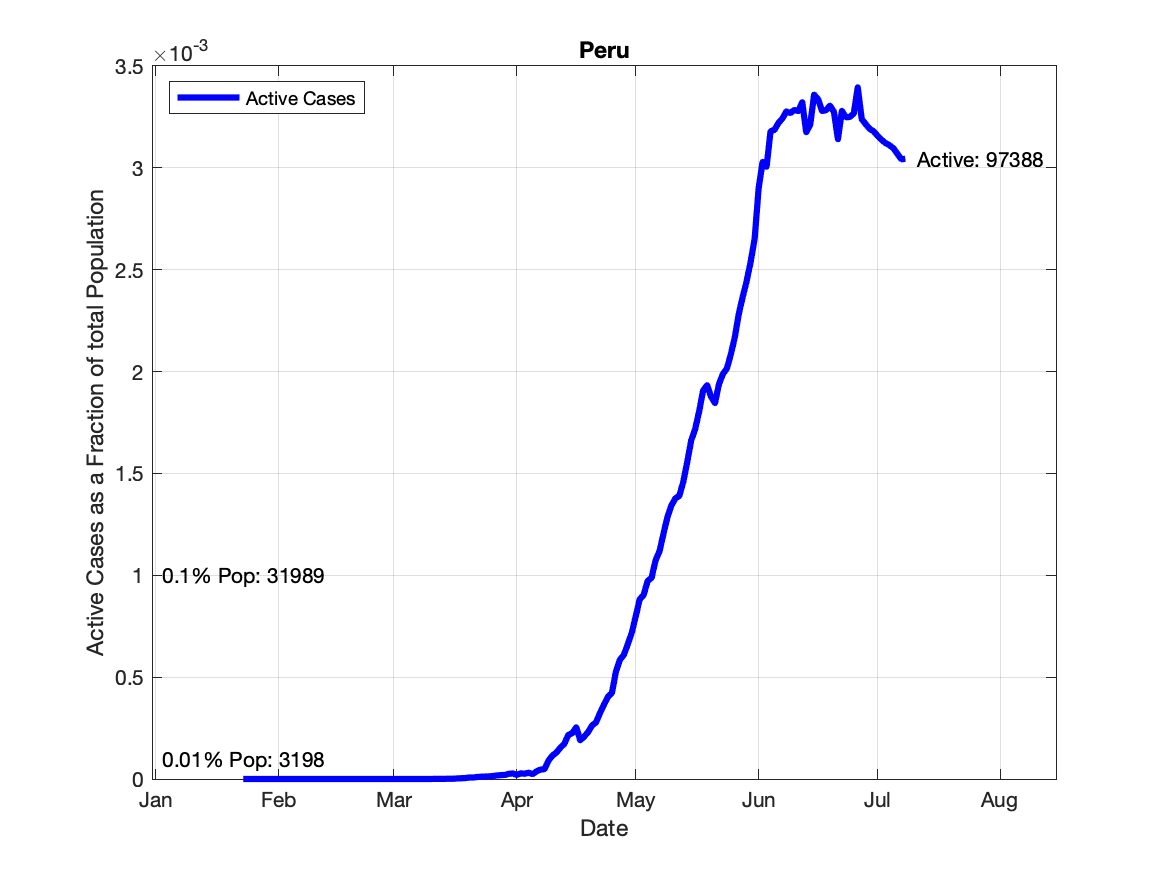 Peru
×10-3
3.5
3
2.5
2
1.5
1
0.5
0
Active Cases as a Fraction of total Population
Active Cases
Active: 97388
0.1% Pop: 31989
0.01% Pop: 3198
Jan Feb Mar Apr May Jun Jul Aug
Date